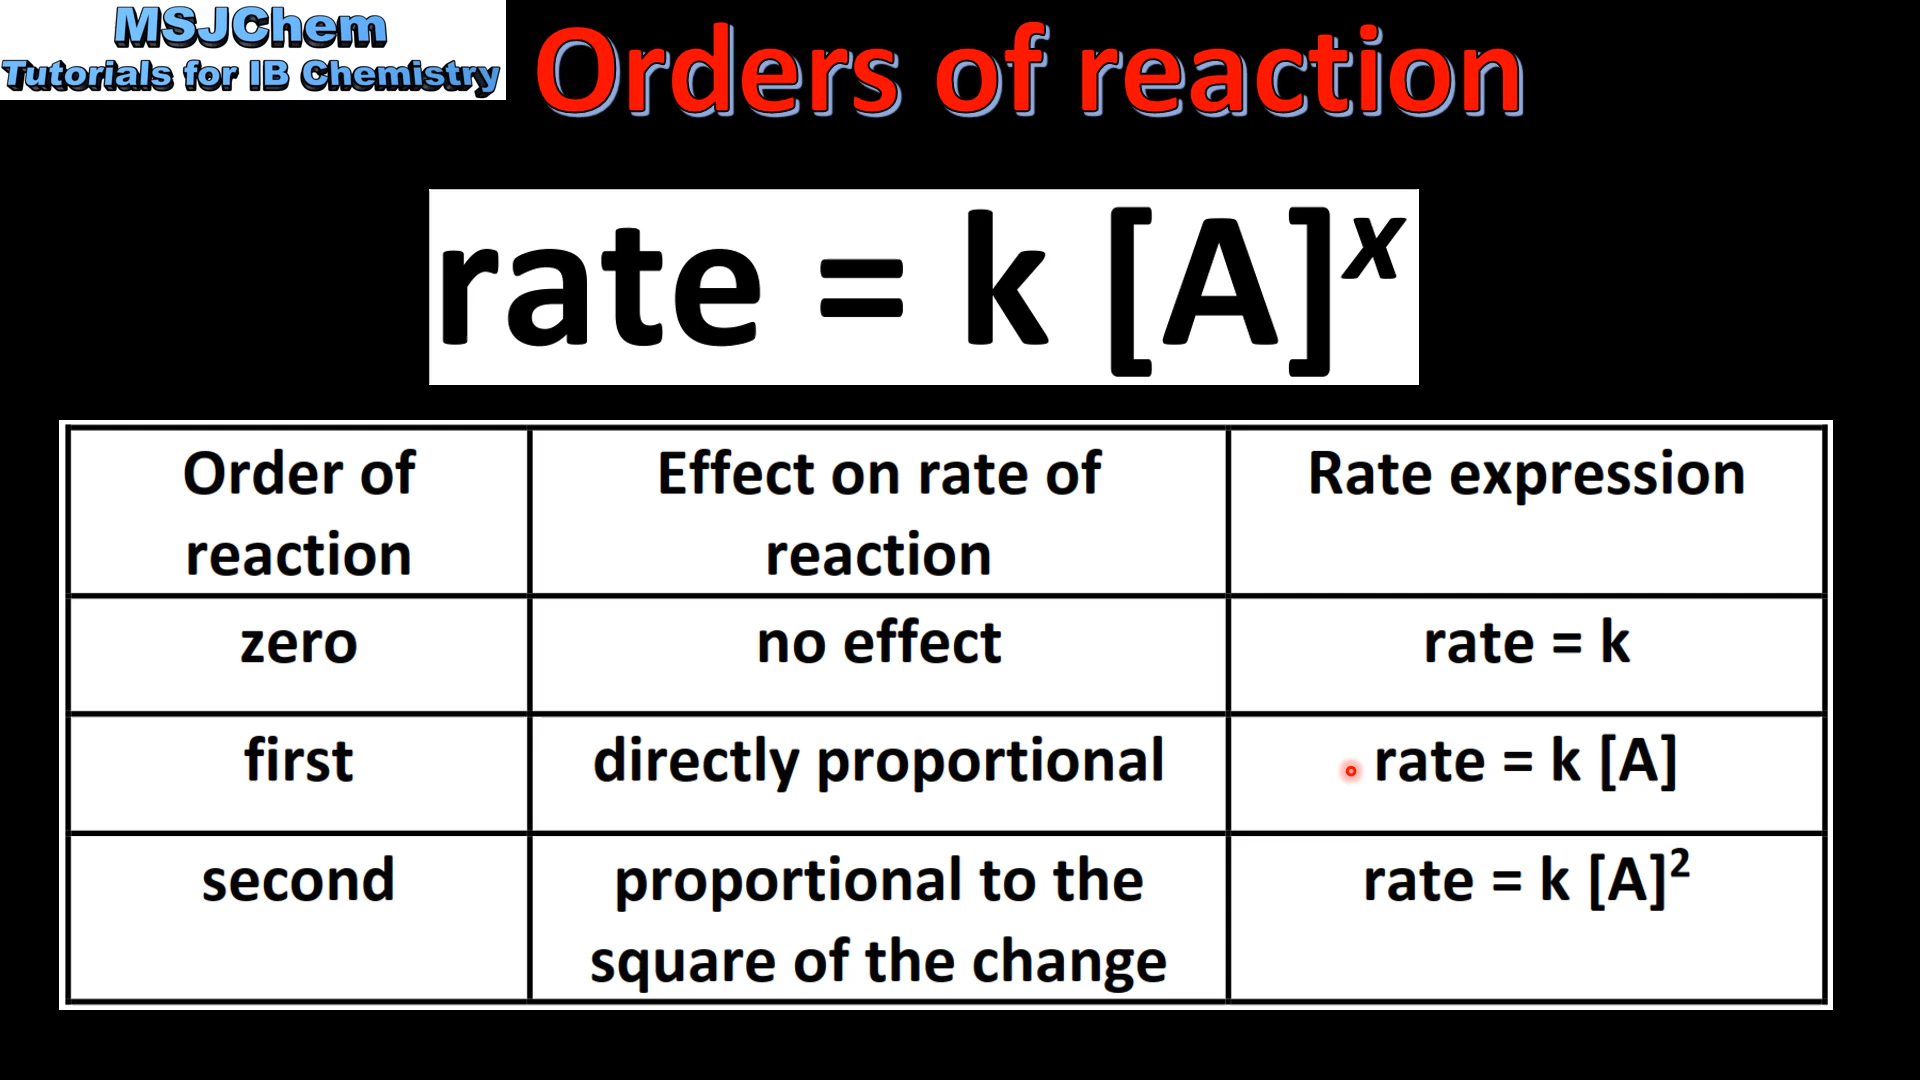 MSJChem
Tutorials for IB Chemistry
Orders of reaction
rate = k [A]ˣ
Order of reaction
Effect on rate of reaction
Rate expression
zero
no effect
rate = k
first
directly proportional
rate = k [A]
second
proportional to the square of the change
rate = k [A]²